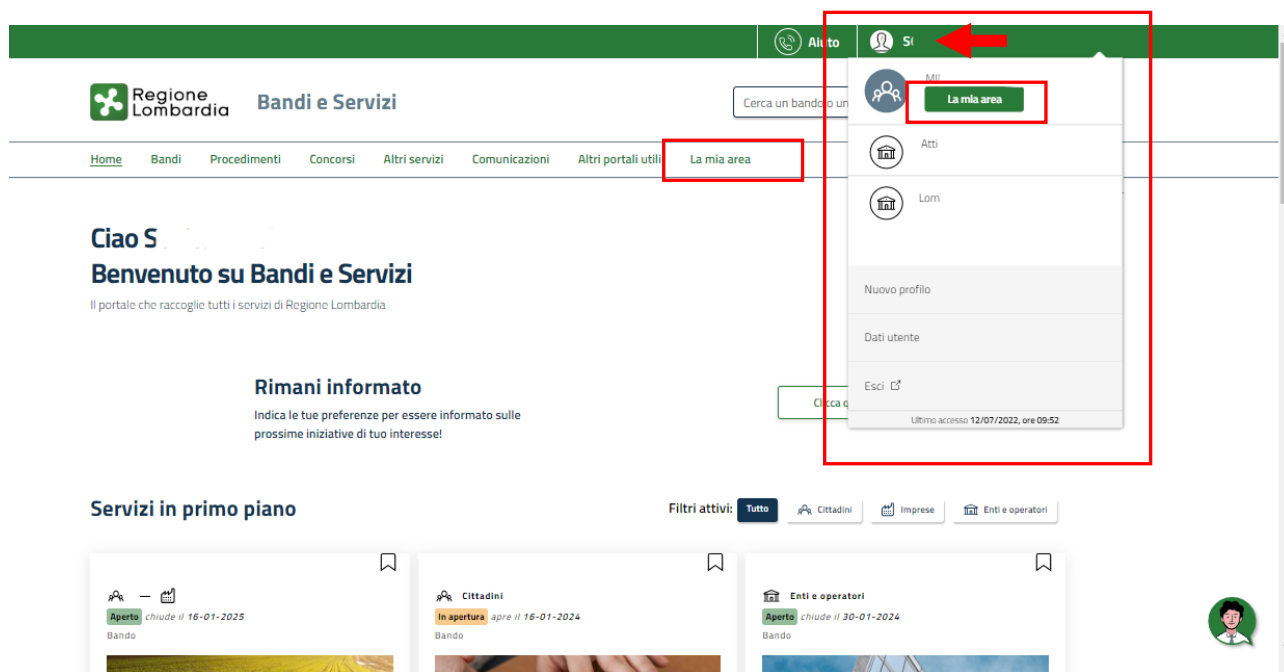 Aiuto
Regione
Lombardia
Bandi e Servizi
Cerca un bando o un
La mia area
Home Bandi Procedimenti Concorsi Altri servizi Comunicazioni Altri portali utili La mia area
Atti
Lom
Ciao S
Benvenuto su Bandi e Servizi
Il portale che raccoglie tutti i servizi di Regione Lombardia
Nuovo profilo
Dati utente
Esci
Ultimo accesso 12/07/2022, ore 09:52
Rimani informato
Indica le tue preferenze per essere informato sulle
prossime iniziative di tuo interesse!
Clicca q
Servizi in primo piano
Filtri attivi: Tutto Cittadini Imprese Enti e operatori
Aperto chiude il 16-01-2025
Bando
Cittadini
In apertura apre il 16-01-2024
Bando
Enti e operatori
Aperto chiude il 30-01-2024
Bando